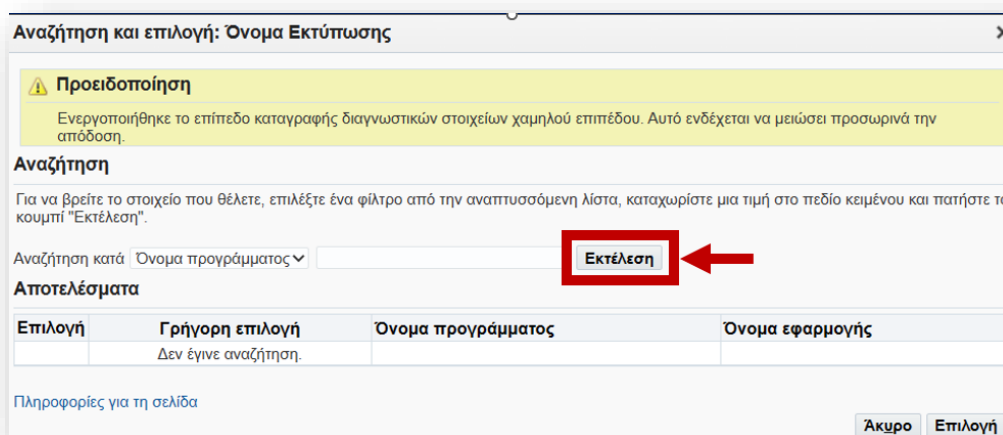 Αναζήτηση και επιλογή: Όνομα Εκτύπωσης
Προειδοποίηση
Ενεργοποιήθηκε το επίπεδο καταγραφής διαγνωστικών στοιχείων χαμηλού επιπέδου. Αυτό ενδέχεται να μειώσει προσωρινά την
απόδοση.
Αναζήτηση
Για να βρείτε το στοιχείο που θέλετε, επιλέξτε ένα φίλτρο από την αναπτυσσόμενη λίστα, καταχωρίστε μια τιμή στο πεδίο κειμένου και πατήστε το
κουμπί "Εκτέλεση".
Αναζήτηση κατά Όνομα προγράμματος Εκτέλεση
Αποτελέσματα
Επιλογή Γρήγορη επιλογή Όνομα προγράμματος Όνομα εφαρμογής
Δεν έγινε αναζήτηση.
Πληροφορίες για τη σελίδα
Άκυρο Επιλογή